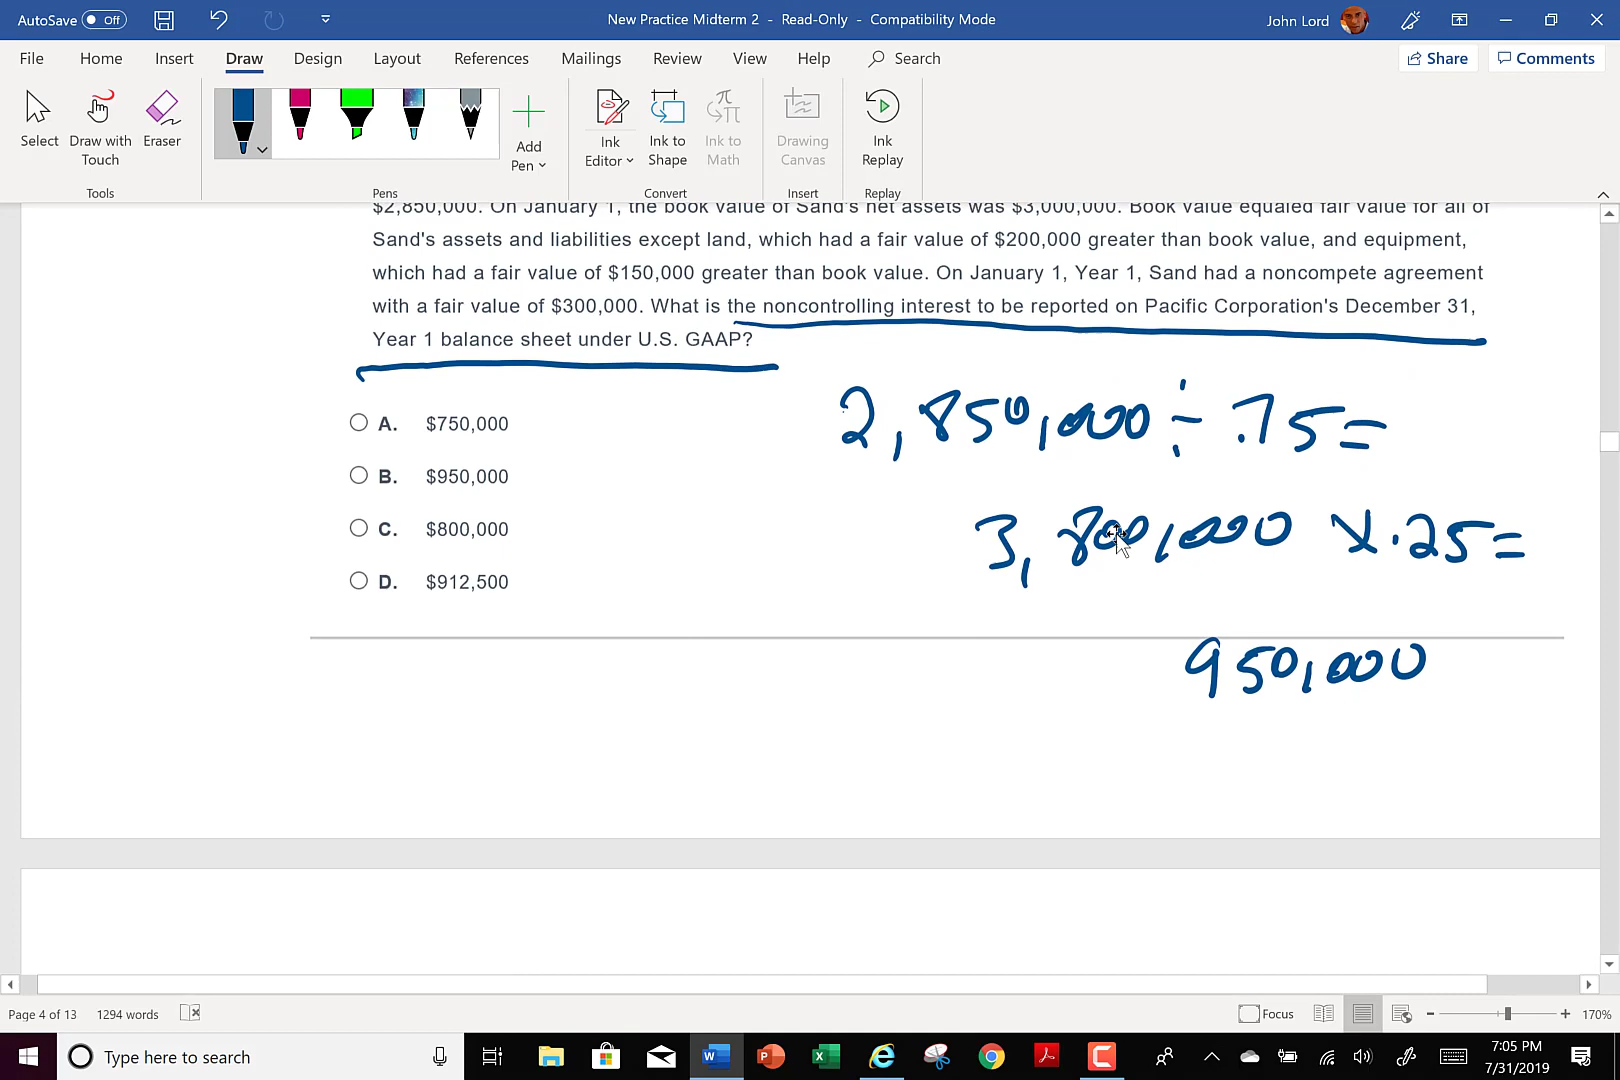 AutoSave Off New Practice Midterm 2 - Read-Only - Compatibility Mode John Lord
File Home Insert Draw Design Layout References Mailings Review View Help Search Share Comments
Select Draw with Touch Eraser Add Pen Ink Editor Ink to Shape Ink to Math Drawing Canvas Ink Replay
Tools Pens Convert Insert Replay
$2,850,000. On January 1, the book value of Sand's net assets was $3,000,000. Book value equaled fair value for all of
Sand's assets and liabilities except land, which had a fair value of $200,000 greater than book value, and equipment,
which had a fair value of $150,000 greater than book value. On January 1, Year 1, Sand had a noncompete agreement
with a fair value of $300,000. What is the noncontrolling interest to be reported on Pacific Corporation's December 31,
Year 1 balance sheet under U.S. GAAP?
2,850,000 ÷ .75=
A. $750,000
B. $950,000
3,800,000 x .25=
C. $800,000
D. $912,500
950,000
Page 4 of 13 1294 words Focus 170%
Type here to search 7:05 PM
7/31/2019